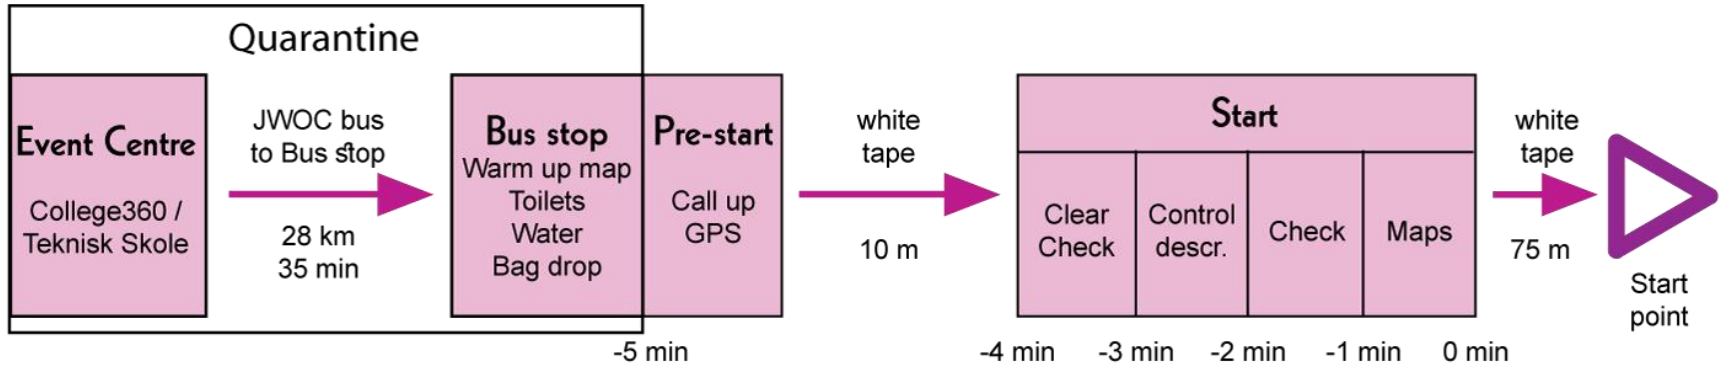 Quarantine
Event Centre
College360 /
Teknisk Skole
JWOC bus
to Bus stop
28 km
35 min
Bus stop
Warm up map
Toilets
Water
Bag drop
Pre-start
Call up
GPS
-5 min
white
tape
10 m
Start
Clear
Check
Control
descr.
Check
Maps
-4 min
-3 min
-2 min
-1 min
0 min
white
tape
75 m
Start
point